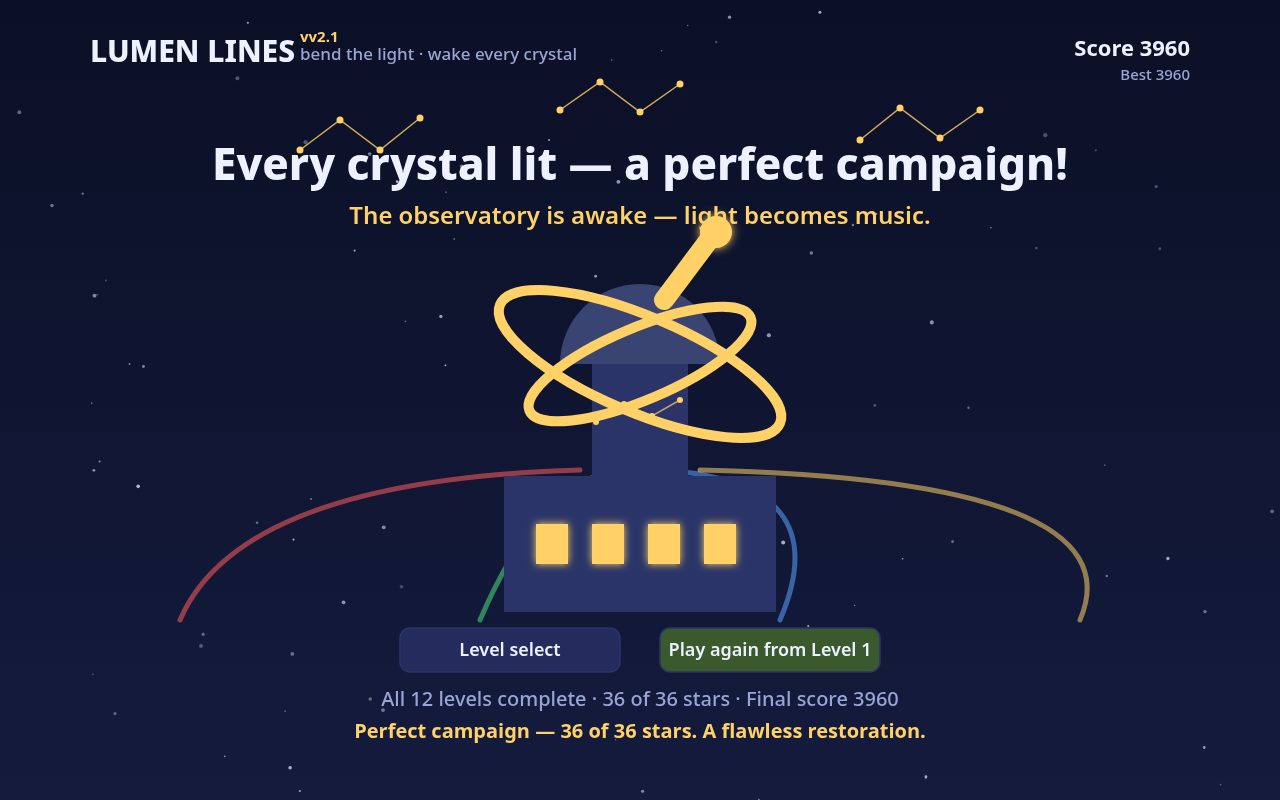 LUMEN LINES
vv2.1
bend the light · wake every crystal
Score 3960
Best 3960
Every crystal lit — a perfect campaign!
The observatory is awake — light becomes music.
Level select
Play again from Level 1
All 12 levels complete · 36 of 36 stars · Final score 3960
Perfect campaign — 36 of 36 stars. A flawless restoration.